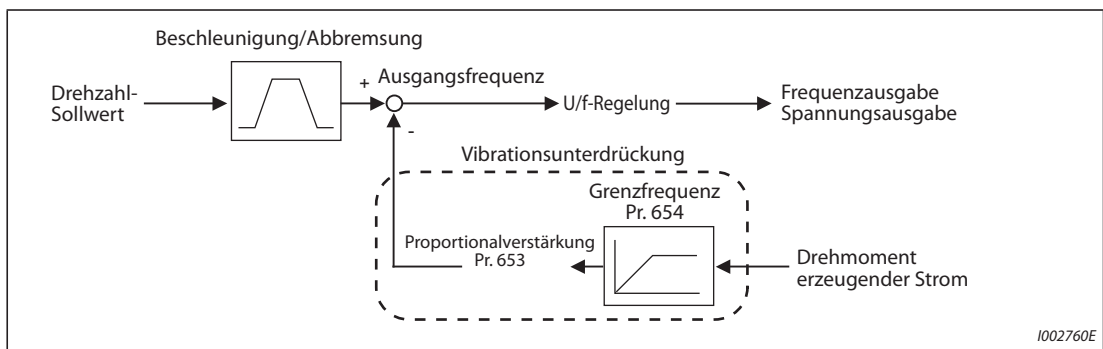 Beschleunigung/Abbremsung
Drehzahl-
Sollwert
+
Ausgangsfrequenz
-
U/f-Regelung
Frequenzausgabe
Spannungsausgabe
Vibrationsunterdrückung
Grenzfrequenz
Pr. 654
Proportionalverstärkung
Pr. 653
Drehmoment
erzeugender Strom
I002760E